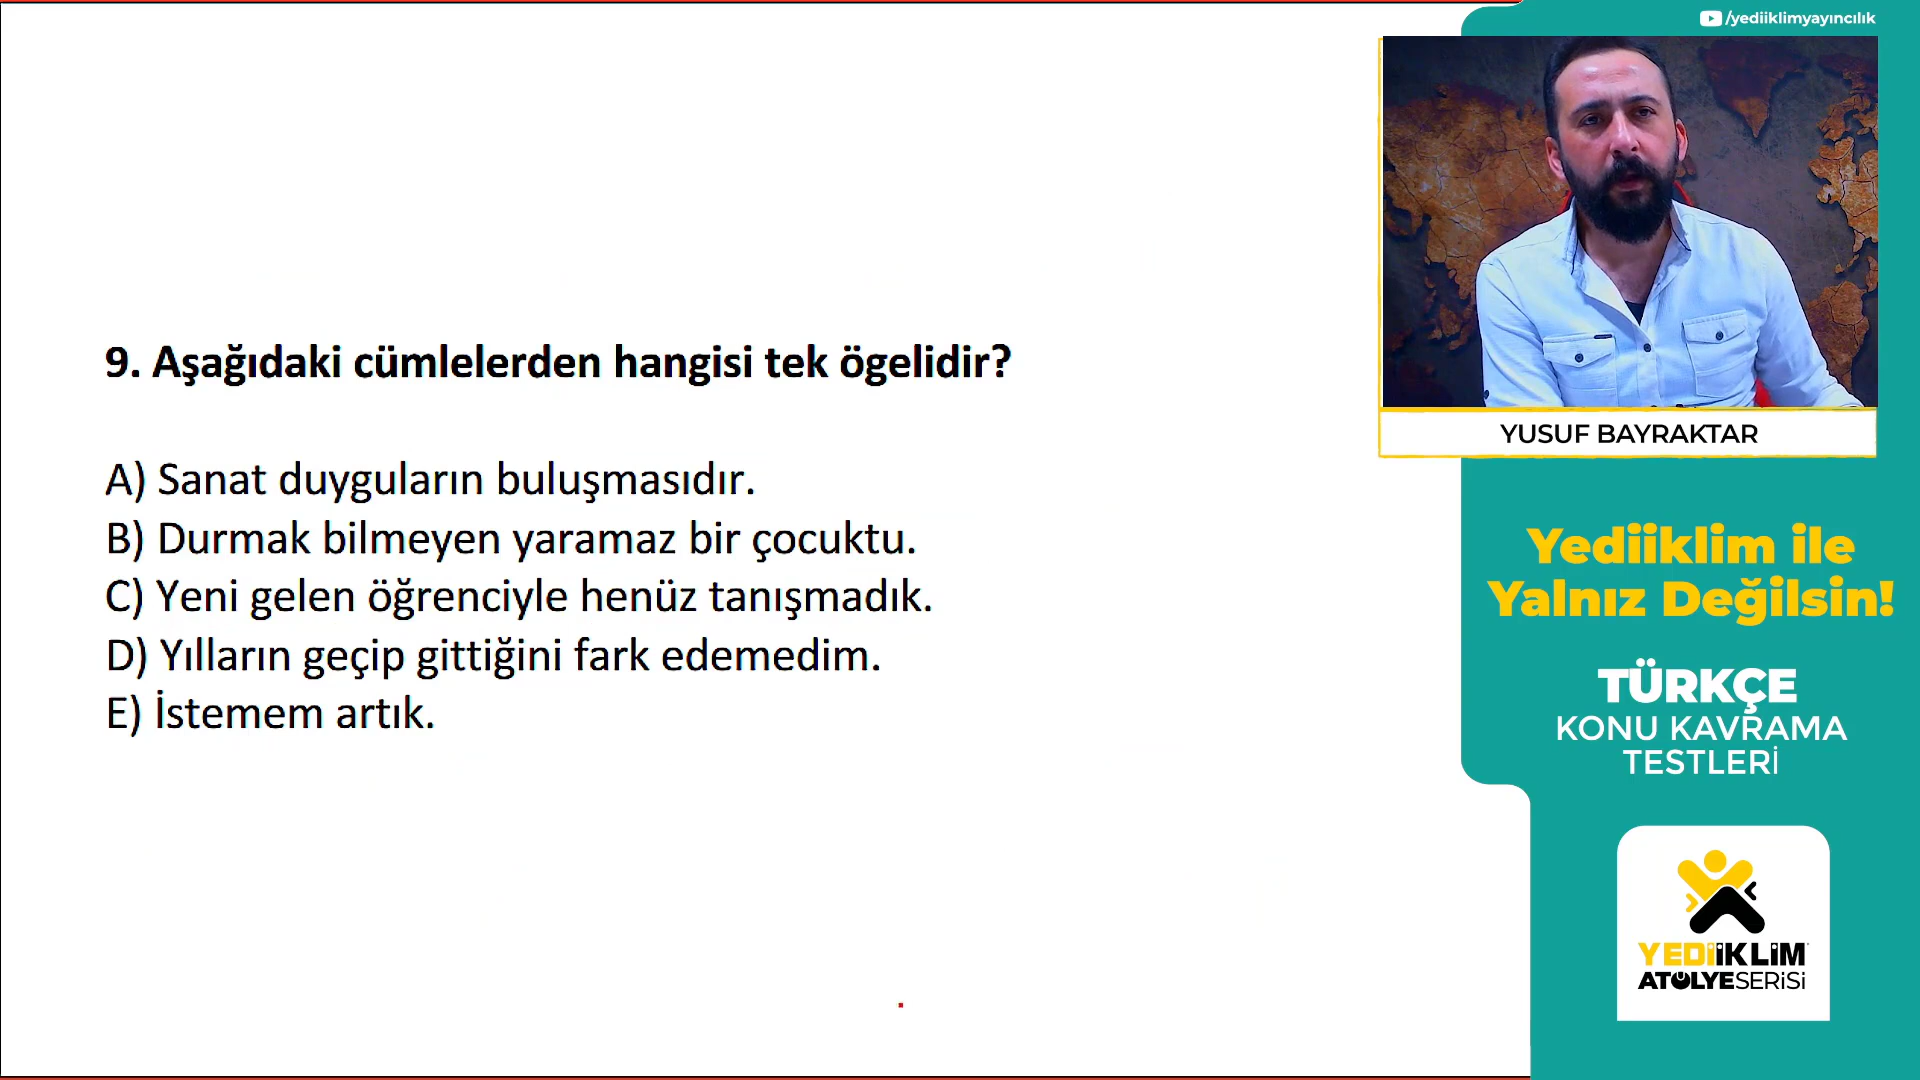 /yediiklimyayıncılık
9. Aşağıdaki cümlelerden hangisi tek ögelidir?
A) Sanat duyguların buluşmasıdır.
B) Durmak bilmeyen yaramaz bir çocuktu.
C) Yeni gelen öğrenciyle henüz tanışmadık.
D) Yılların geçip gittiğini fark edemedim.
E) İstemem artık.
YUSUF BAYRAKTAR
Yediiklim ile
Yalnız Değilsin!
TÜRKÇE
KONU KAVRAMA
TESTLERİ
YEDİİKLİM
ATÖLYESERİSİ